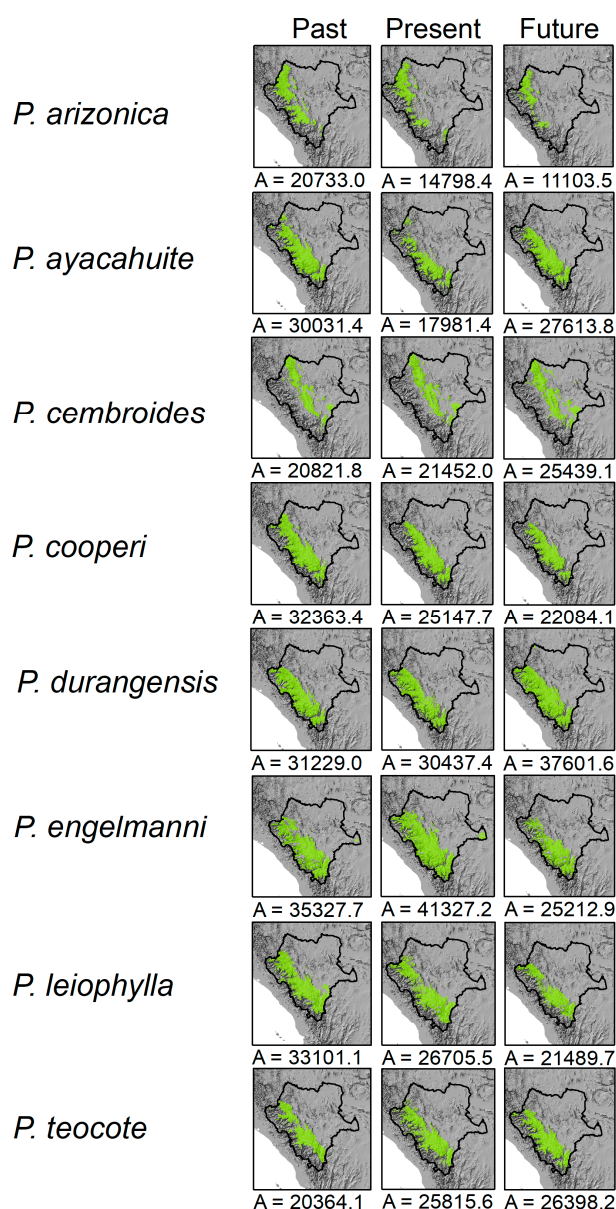 Past Present Future
P. arizonica
A = 20733.0 A = 14798.4 A = 11103.5
P. ayacahuite
A = 30031.4 A = 17981.4 A = 27613.8
P. cembroides
A = 20821.8 A = 21452.0 A = 25439.1
P. cooperi
A = 32363.4 A = 25147.7 A = 22084.1
P. durangensis
A = 31229.0 A = 30437.4 A = 37601.6
P. engelmanni
A = 35327.7 A = 41327.2 A = 25212.9
P. leiophylla
A = 33101.1 A = 26705.5 A = 21489.7
P. teocote
A = 20364.1 A = 25815.6 A = 26398.2